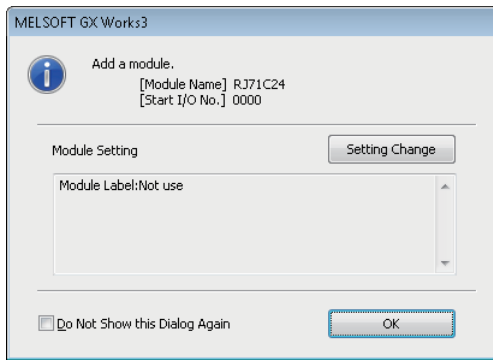 MELSOFT GX Works3
Add a module.
[Module Name] RJ71C24
[Start I/O No.] 0000
Module Setting
Setting Change
Module Label:Not use
Do Not Show this Dialog Again
OK